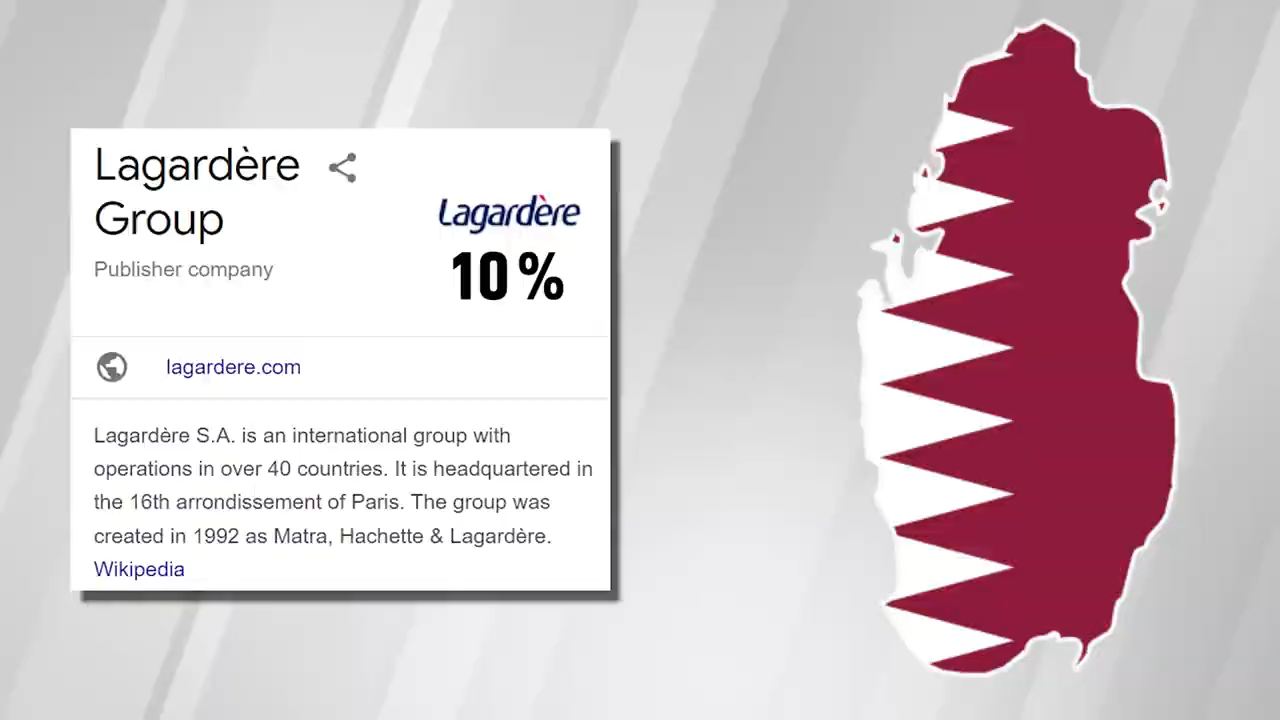 Lagardère
Group
Publisher company
Lagardère
10%
lagardere.com
Lagardère S.A. is an international group with
operations in over 40 countries. It is headquartered in
the 16th arrondissement of Paris. The group was
created in 1992 as Matra, Hachette & Lagardère.
Wikipedia